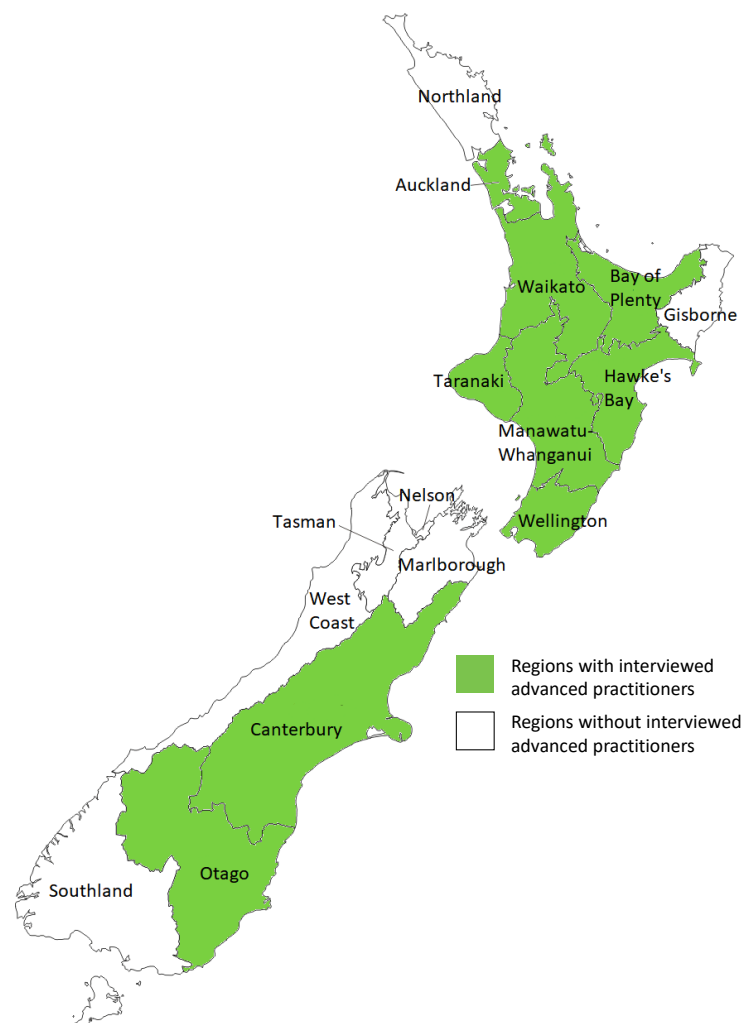 Northland
Auckland
Waikato
Bay of
Plenty
Gisborne
Taranaki
Hawke's
Bay
Manawatu-
Whanganui
Nelson
Tasman
Wellington
Marlborough
West
Coast
Regions with interviewed
advanced practitioners
Regions without interviewed
advanced practitioners
Canterbury
Otago
Southland